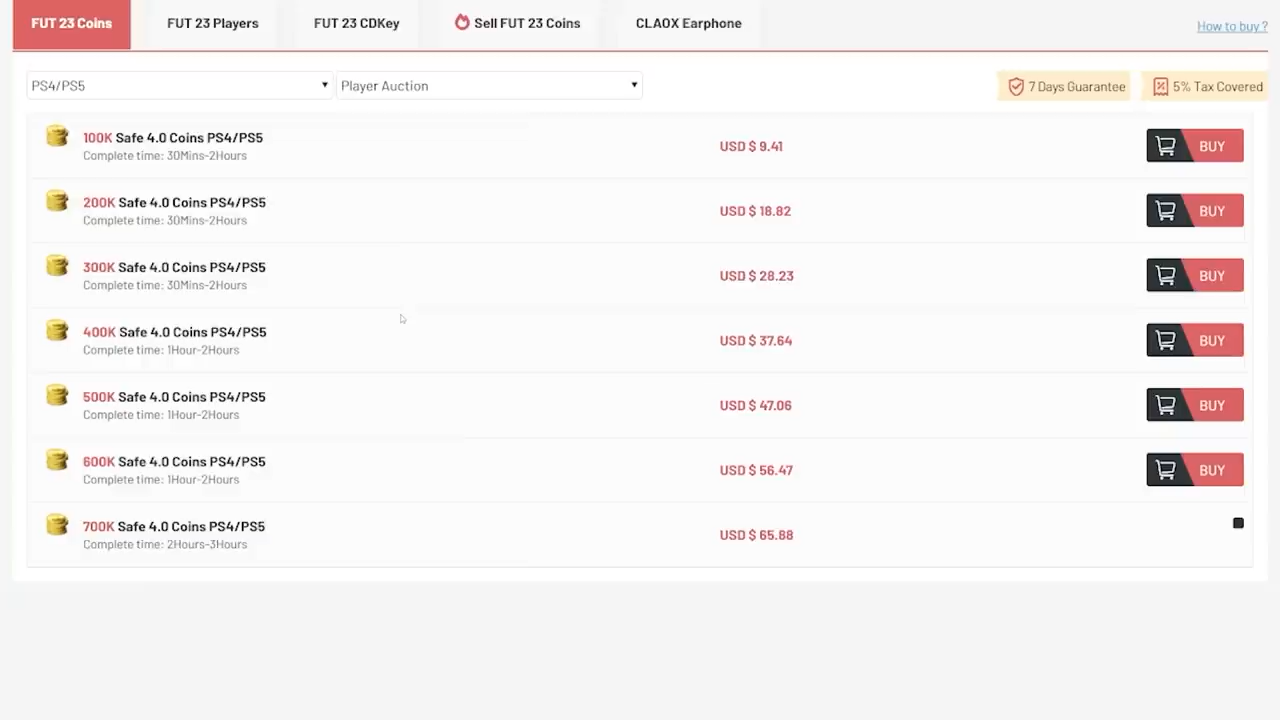 FUT 23 Coins
FUT 23 Players
FUT 23 CDKey
Sell FUT 23 Coins
CLAOX Earphone
How to buy ?
PS4/PS5
Player Auction
7 Days Guarantee
5% Tax Covered
100K Safe 4.0 Coins PS4/PS5
Complete time: 30Mins-2Hours
USD $ 9.41
BUY
200K Safe 4.0 Coins PS4/PS5
Complete time: 30Mins-2Hours
USD $ 18.82
BUY
300K Safe 4.0 Coins PS4/PS5
Complete time: 30Mins-2Hours
USD $ 28.23
BUY
400K Safe 4.0 Coins PS4/PS5
Complete time: 1Hour-2Hours
USD $ 37.64
BUY
500K Safe 4.0 Coins PS4/PS5
Complete time: 1Hour-2Hours
USD $ 47.06
BUY
600K Safe 4.0 Coins PS4/PS5
Complete time: 1Hour-2Hours
USD $ 56.47
BUY
700K Safe 4.0 Coins PS4/PS5
Complete time: 2Hours-3Hours
USD $ 65.88